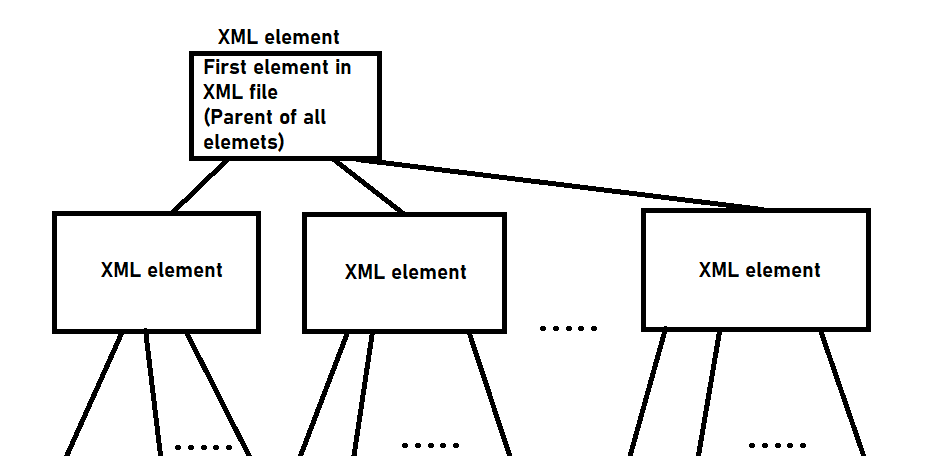 XML element
First element in
XML file
(Parent of all
elemets)
XML element
XML element
XML element